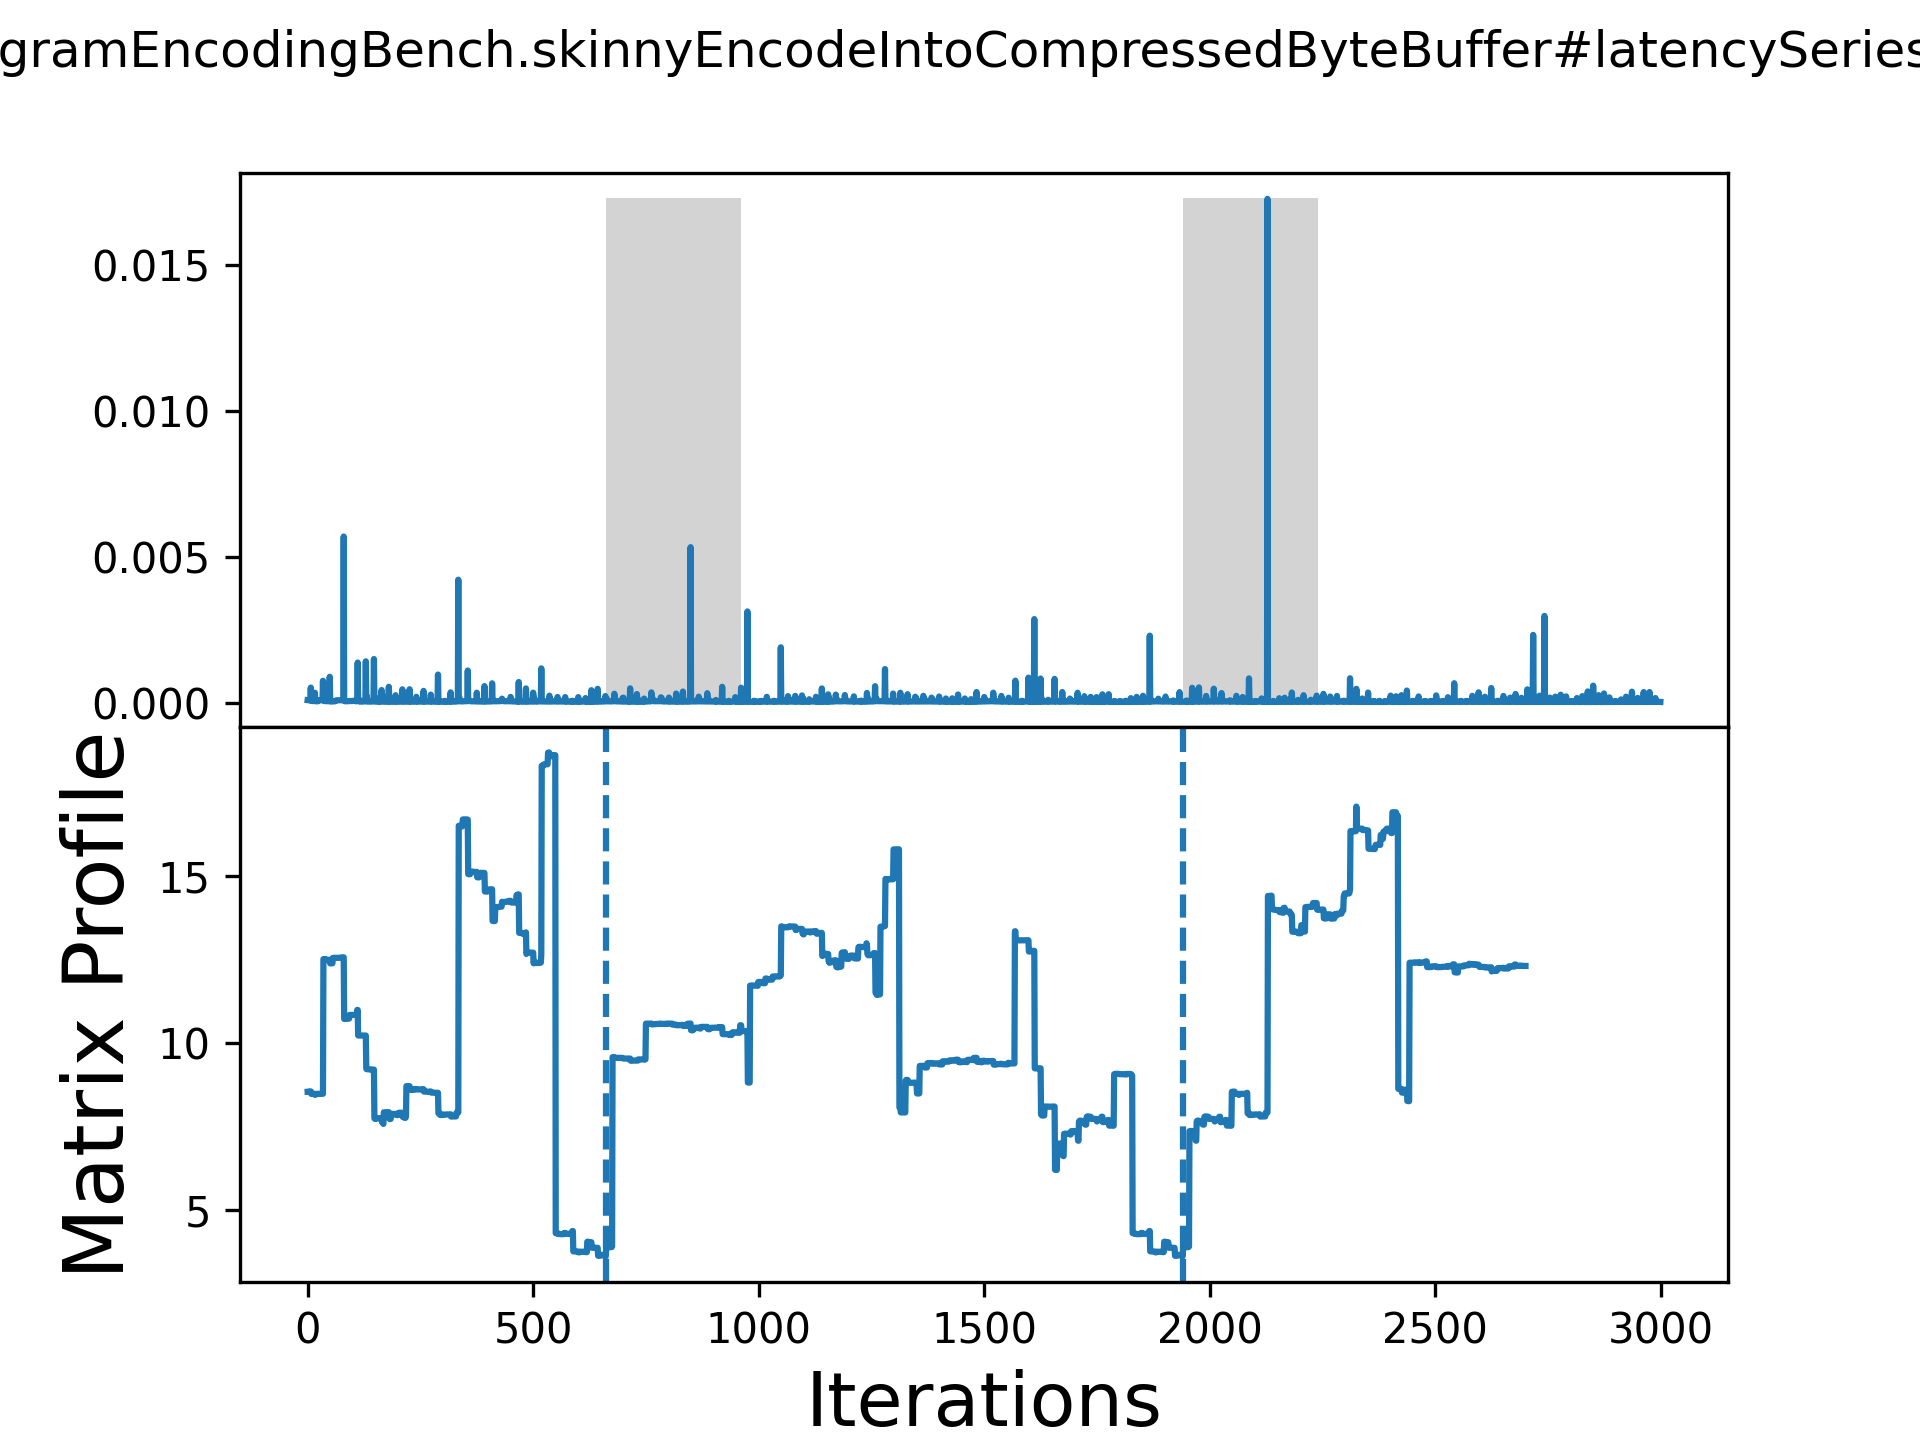 gramEncodingBench.skinnyEncodeIntoCompressedByteBuffer#latencySeries
0.015
0.010
0.005
0.000
Matrix Profile
15
10
5
0 500 1000 1500 2000 2500 3000
Iterations